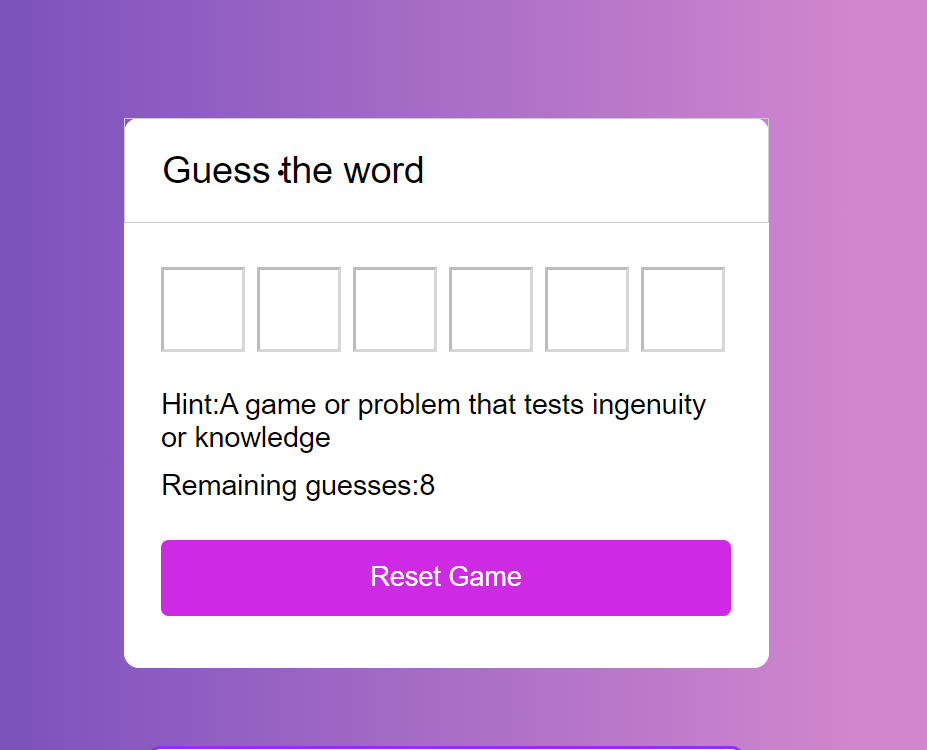 Guess the word
Hint:A game or problem that tests ingenuity
or knowledge
Remaining guesses:8
Reset Game